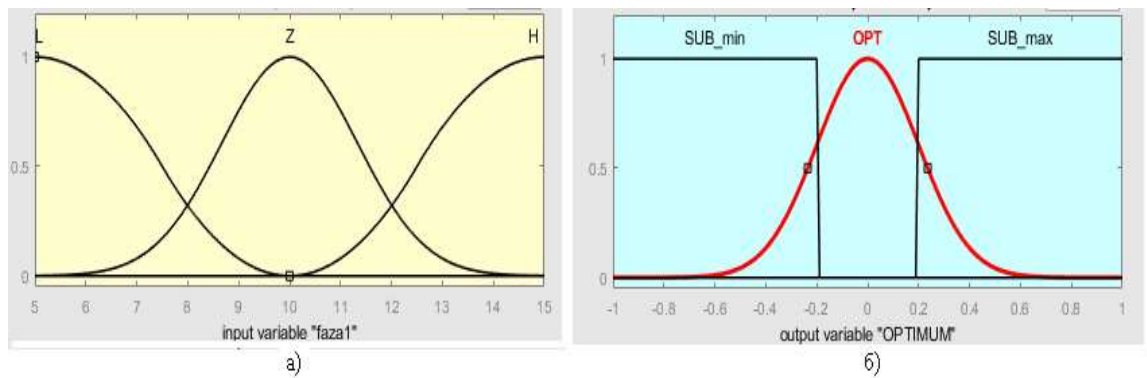 L Z H
1
0.5
0
5 6 7 8 9 10 11 12 13 14 15
input variable "faza1"
а)
SUB_min OPT SUB_max
1
0.5
0
-1 -0.8 -0.6 -0.4 -0.2 0 0.2 0.4 0.6 0.8 1
output variable "OPTIMUM"
б)